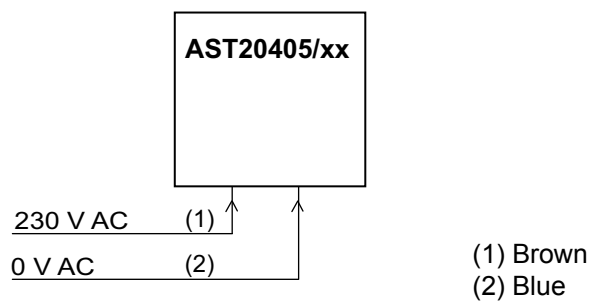 AST20405/xx
230 V AC (1)
0 V AC (2)
(1) Brown
(2) Blue